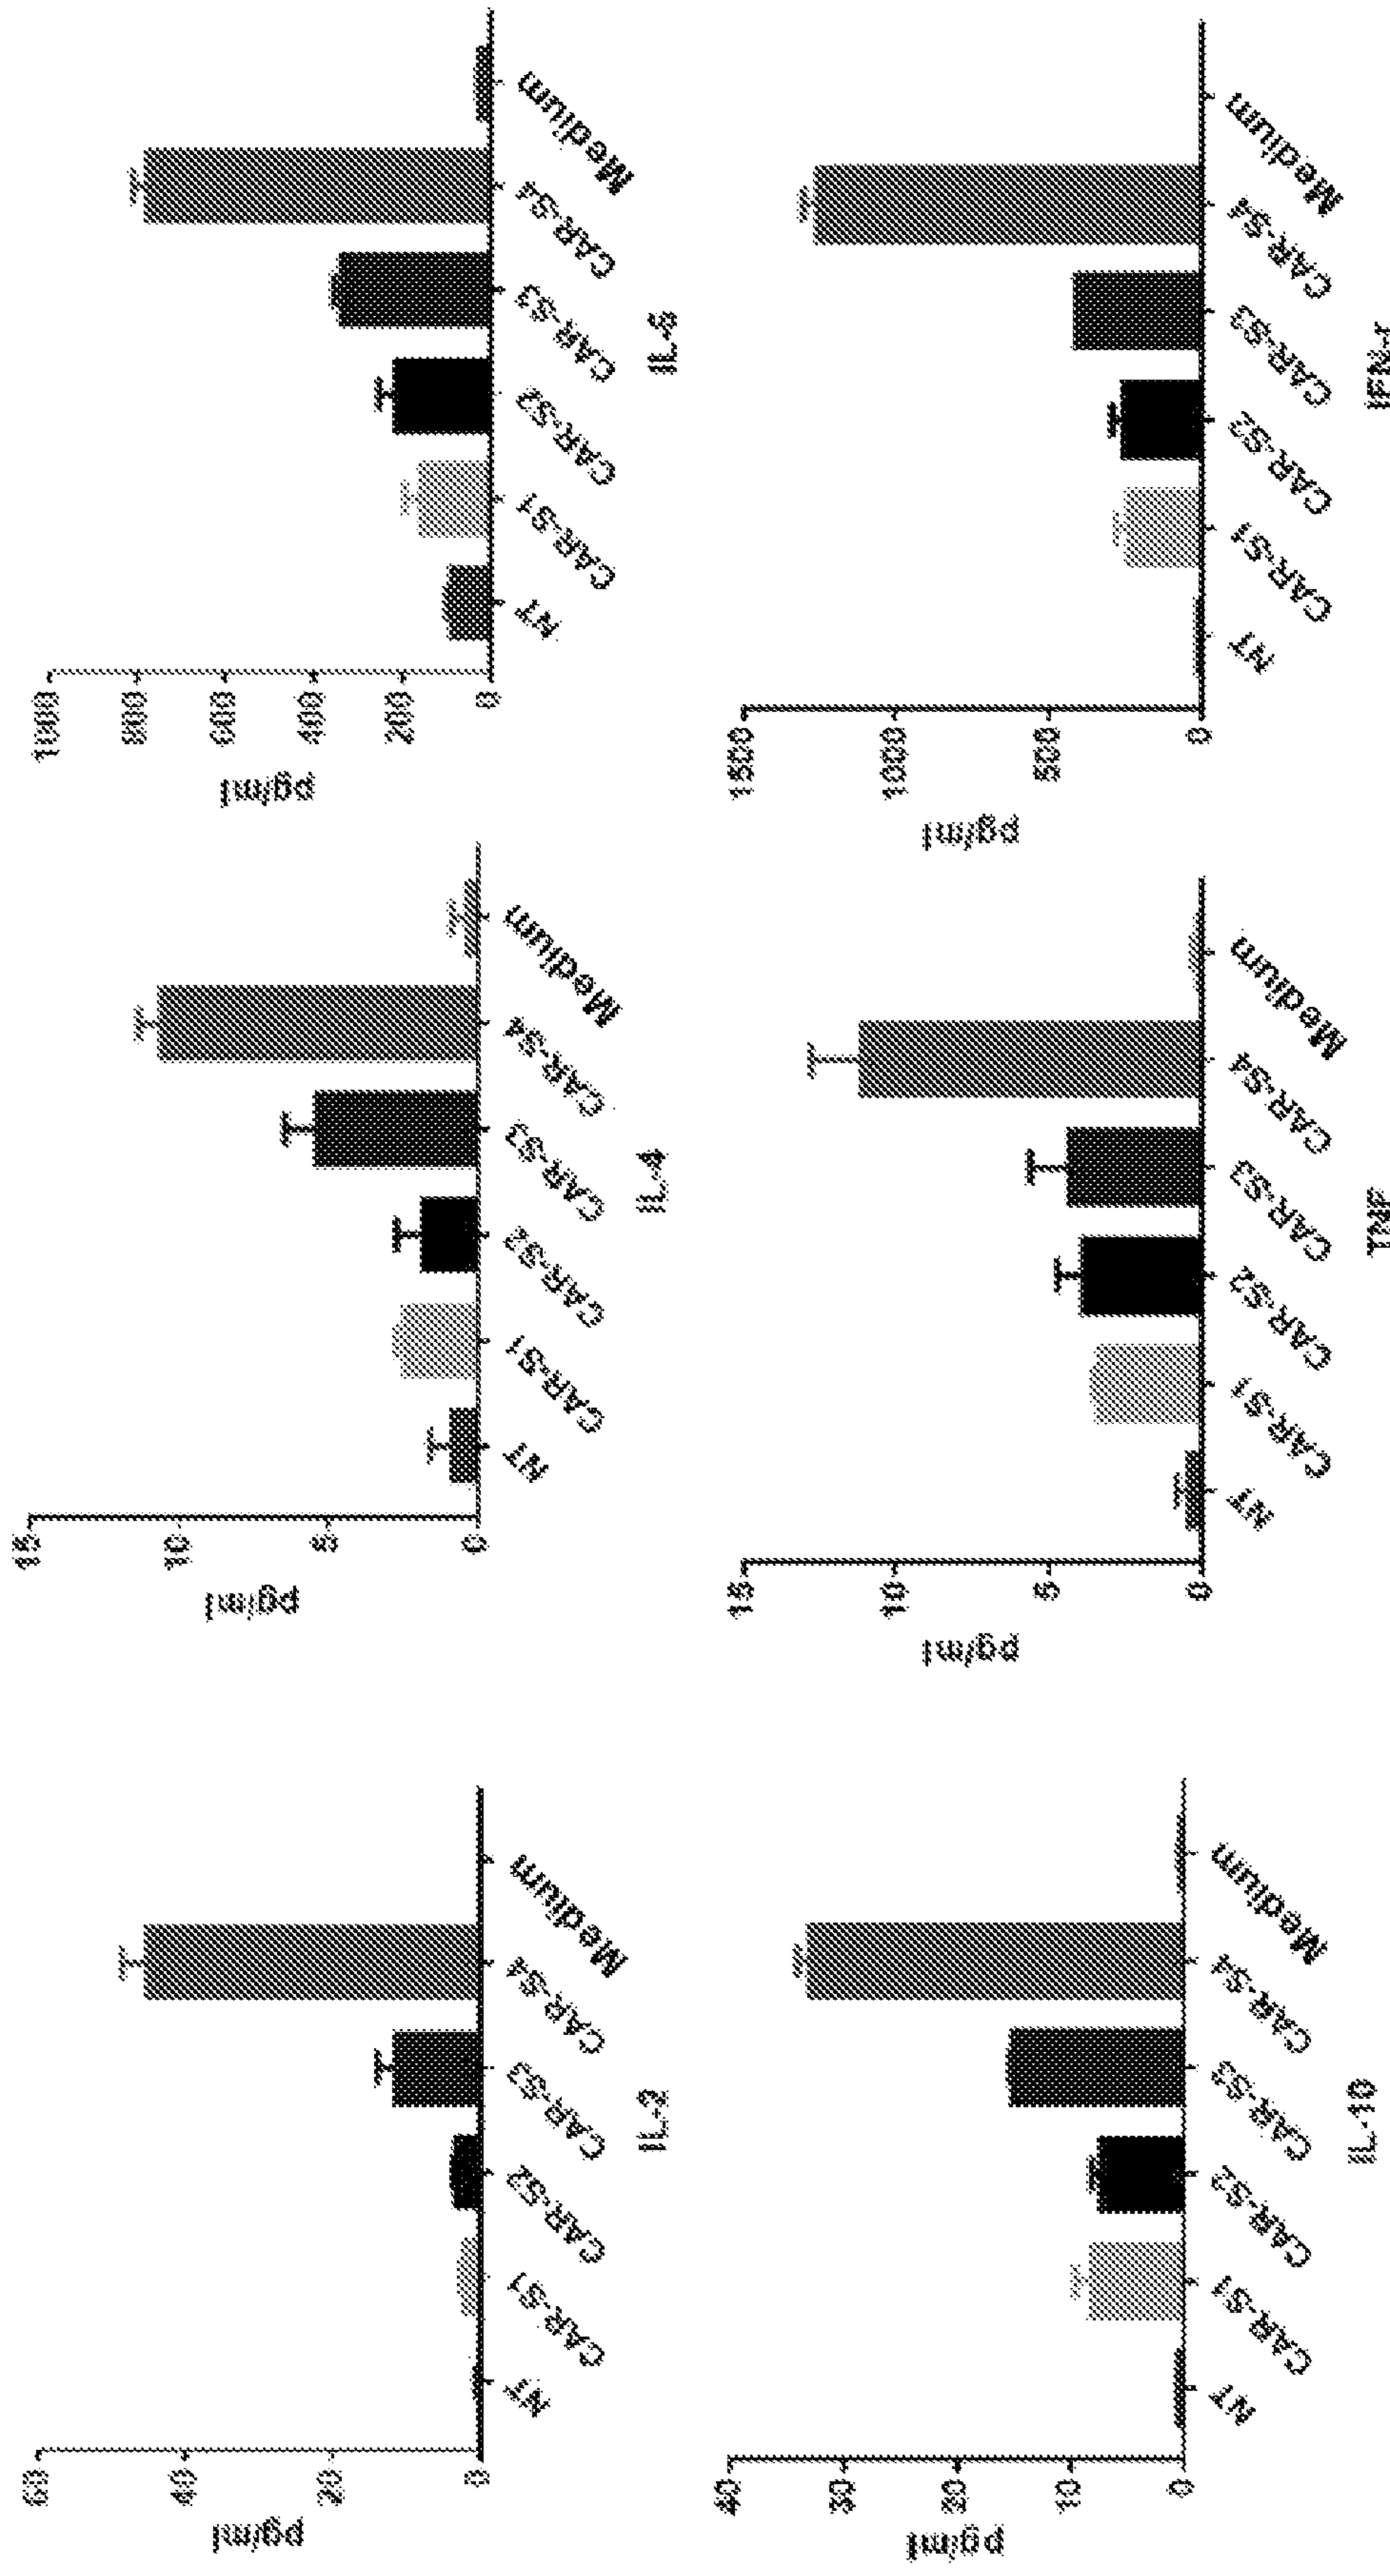 pg/ml
60
40
20
0
NT
CAR-S1
CAR-S2
CAR-S3
CAR-S4
Medium
IL-2
pg/ml
15
10
5
0
NT
CAR-S1
CAR-S2
CAR-S3
CAR-S4
Medium
IL-4
pg/ml
1000
800
600
400
200
0
NT
CAR-S1
CAR-S2
CAR-S3
CAR-S4
Medium
IL-6
pg/ml
40
30
20
10
0
NT
CAR-S1
CAR-S2
CAR-S3
CAR-S4
Medium
IL-10
pg/ml
15
10
5
0
NT
CAR-S1
CAR-S2
CAR-S3
CAR-S4
Medium
TNF
pg/ml
1500
1000
500
0
NT
CAR-S1
CAR-S2
CAR-S3
CAR-S4
Medium
IFN-r